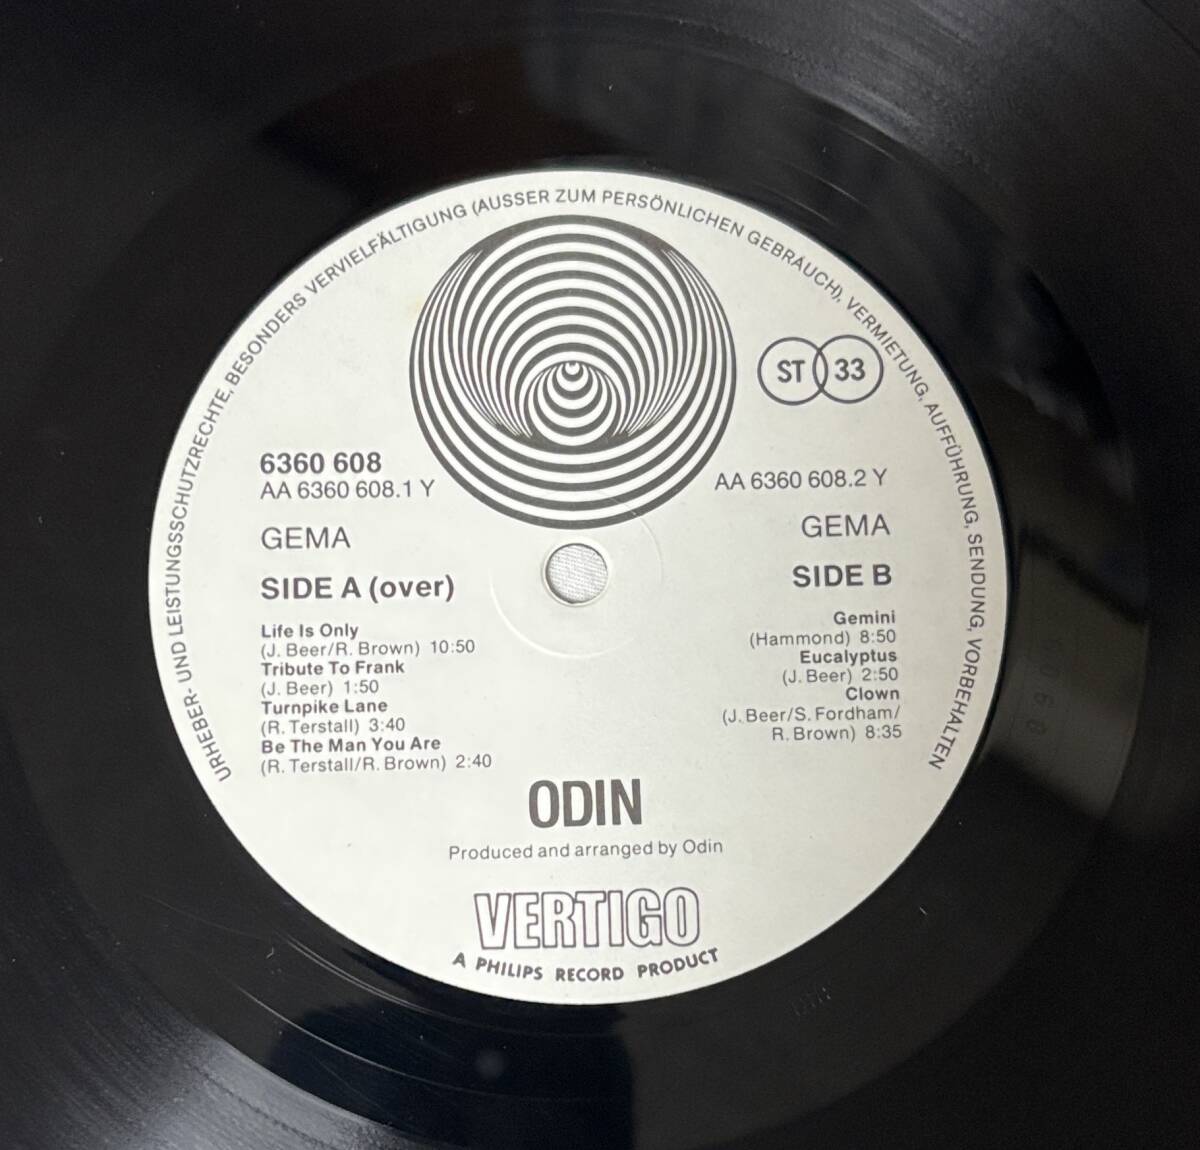 URHEBER- UND LEISTUNGSSCHUTZRECHTE, BESONDERS VERVIELFÄLTIGUNG (AUSSER ZUM PERSÖNLICHEN GEBRAUCH), VERMIETUNG, AUFFÜHRUNG, SENDUNG, VORBEHALTEN
ST 33
6360 608
AA 6360 608.1 Y
GEMA
SIDE A (over)
Life Is Only
(J. Beer/R. Brown) 10:50
Tribute To Frank
(J. Beer) 1:50
Turnpike Lane
(R. Terstall) 3:40
Be The Man You Are
(R. Terstall/R. Brown) 2:40
AA 6360 608.2 Y
GEMA
SIDE B
Gemini
(Hammond) 8:50
Eucalyptus
(J. Beer) 2:50
Clown
(J. Beer/S. Fordham/
R. Brown) 8:35
ODIN
Produced and arranged by Odin
VERTIGO
A PHILIPS RECORD PRODUCT